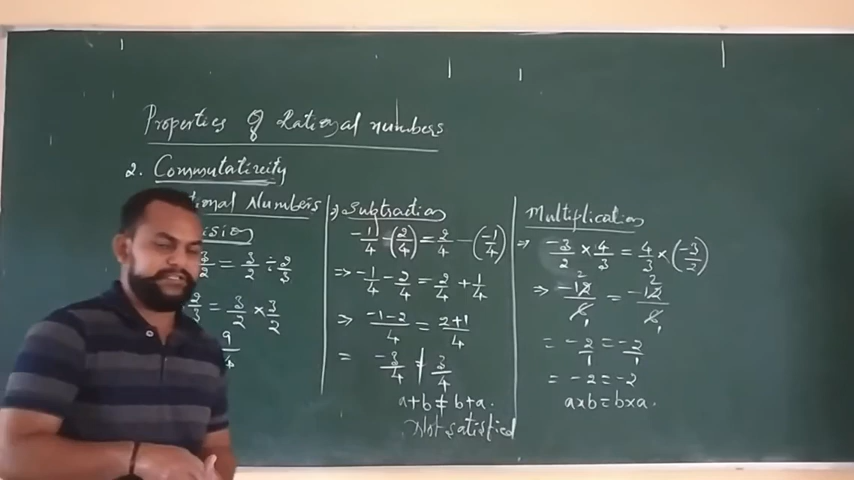 Properties of Rational numbers
2. Commutativity
tional Numbers
ision
3/2 = 3/2 ÷ 2/3
2/3 = 3/2 × 3/2
9/4
Subtraction
-1/4 - (2/4) = 2/4 - (-1/4)
⇒ -1/4 - 2/4 = 2/4 + 1/4
⇒ -1-2/4 = 2+1/4
= -3/4 ≠ 3/4
a+b ≠ b+a.
Not satisfied
Multiplication
⇒ -3/2 × 4/3 = 4/3 × (-3/2)
⇒ -12/6 = -12/6
= -2/1 = -2/1
= -2 = -2
a×b = b×a.